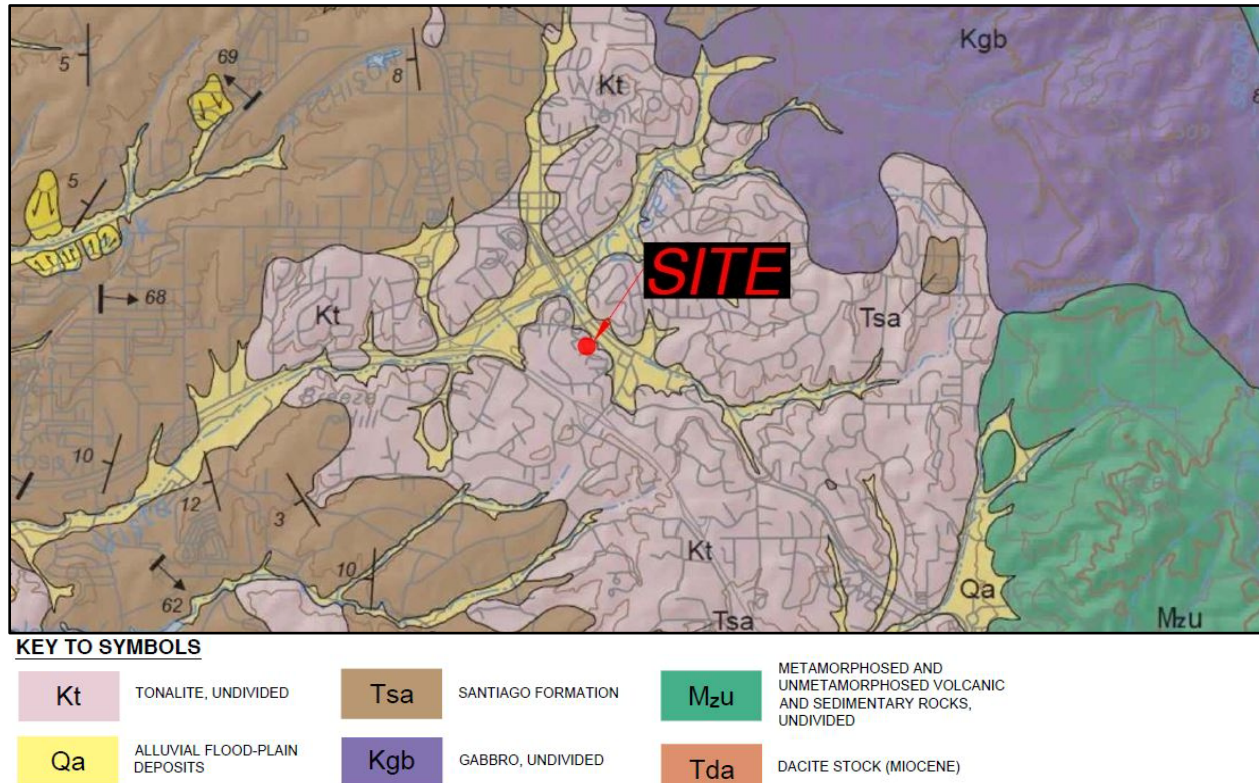 Kgb
69
5
8
Kt
5
SITE
68
Kt
Tsa
Breeze
Hill
10
12
3
Kt
10
62
Qa
Tsa
Mzu
KEY TO SYMBOLS
Kt TONALITE, UNDIVIDED
Tsa SANTIAGO FORMATION
Mzu METAMORPHOSED AND
UNMETAMORPHOSED VOLCANIC
AND SEDIMENTARY ROCKS,
UNDIVIDED
Qa ALLUVIAL FLOOD-PLAIN
DEPOSITS
Kgb GABBRO, UNDIVIDED
Tda DACITE STOCK (MIOCENE)